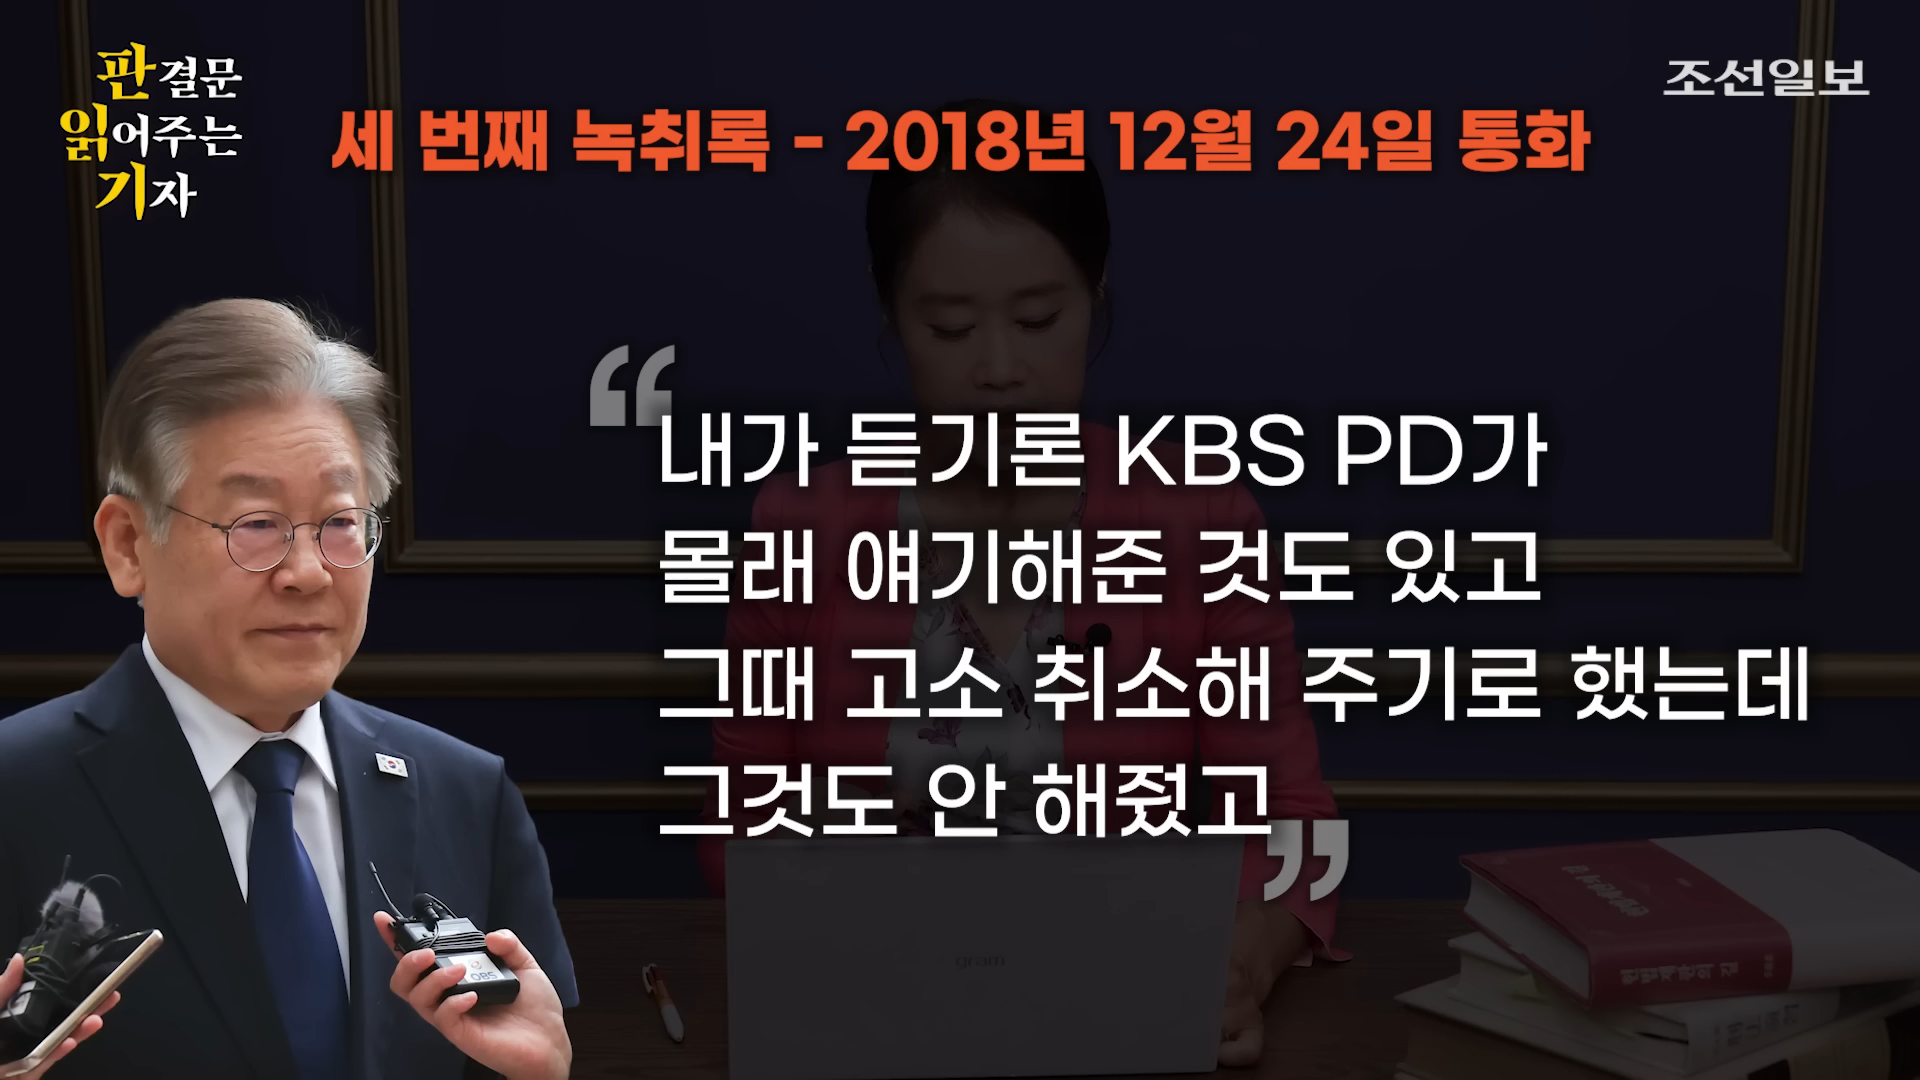 판결문
읽어주는
기자
조선일보
세 번째 녹취록 - 2018년 12월 24일 통화
“내가 듣기론 KBS PD가
몰래 얘기해준 것도 있고
그때 고소 취소해 주기로 했는데
그것도 안 해줬고”
OBS
gram